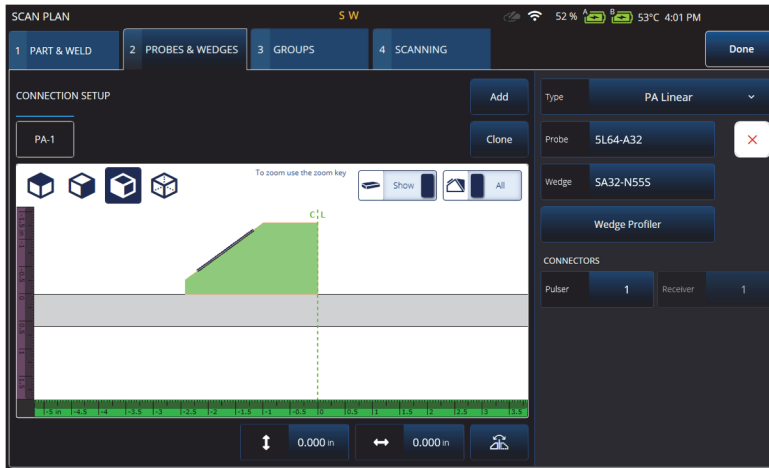 SCAN PLAN
S W
52 % A B 53°C 4:01 PM
1 PART & WELD
2 PROBES & WEDGES
3 GROUPS
4 SCANNING
Done
CONNECTION SETUP
Add
PA-1
Clone
To zoom use the zoom key
Show
All
C L
-5 in -4.5 -4 -3.5 -3 -2.5 -2 -1.5 -1 -0.5 0 0.5 1 1.5 2 2.5 3 3.5
0.000 in
0.000 in
Type PA Linear
Probe 5L64-A32
Wedge SA32-N55S
Wedge Profiler
CONNECTORS
Pulser 1 Receiver 1